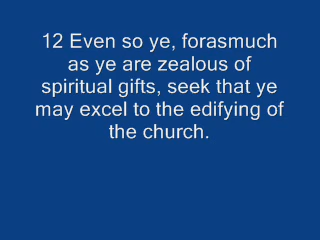 12 Even so ye, forasmuch
as ye are zealous of
spiritual gifts, seek that ye
may excel to the edifying of
the church.